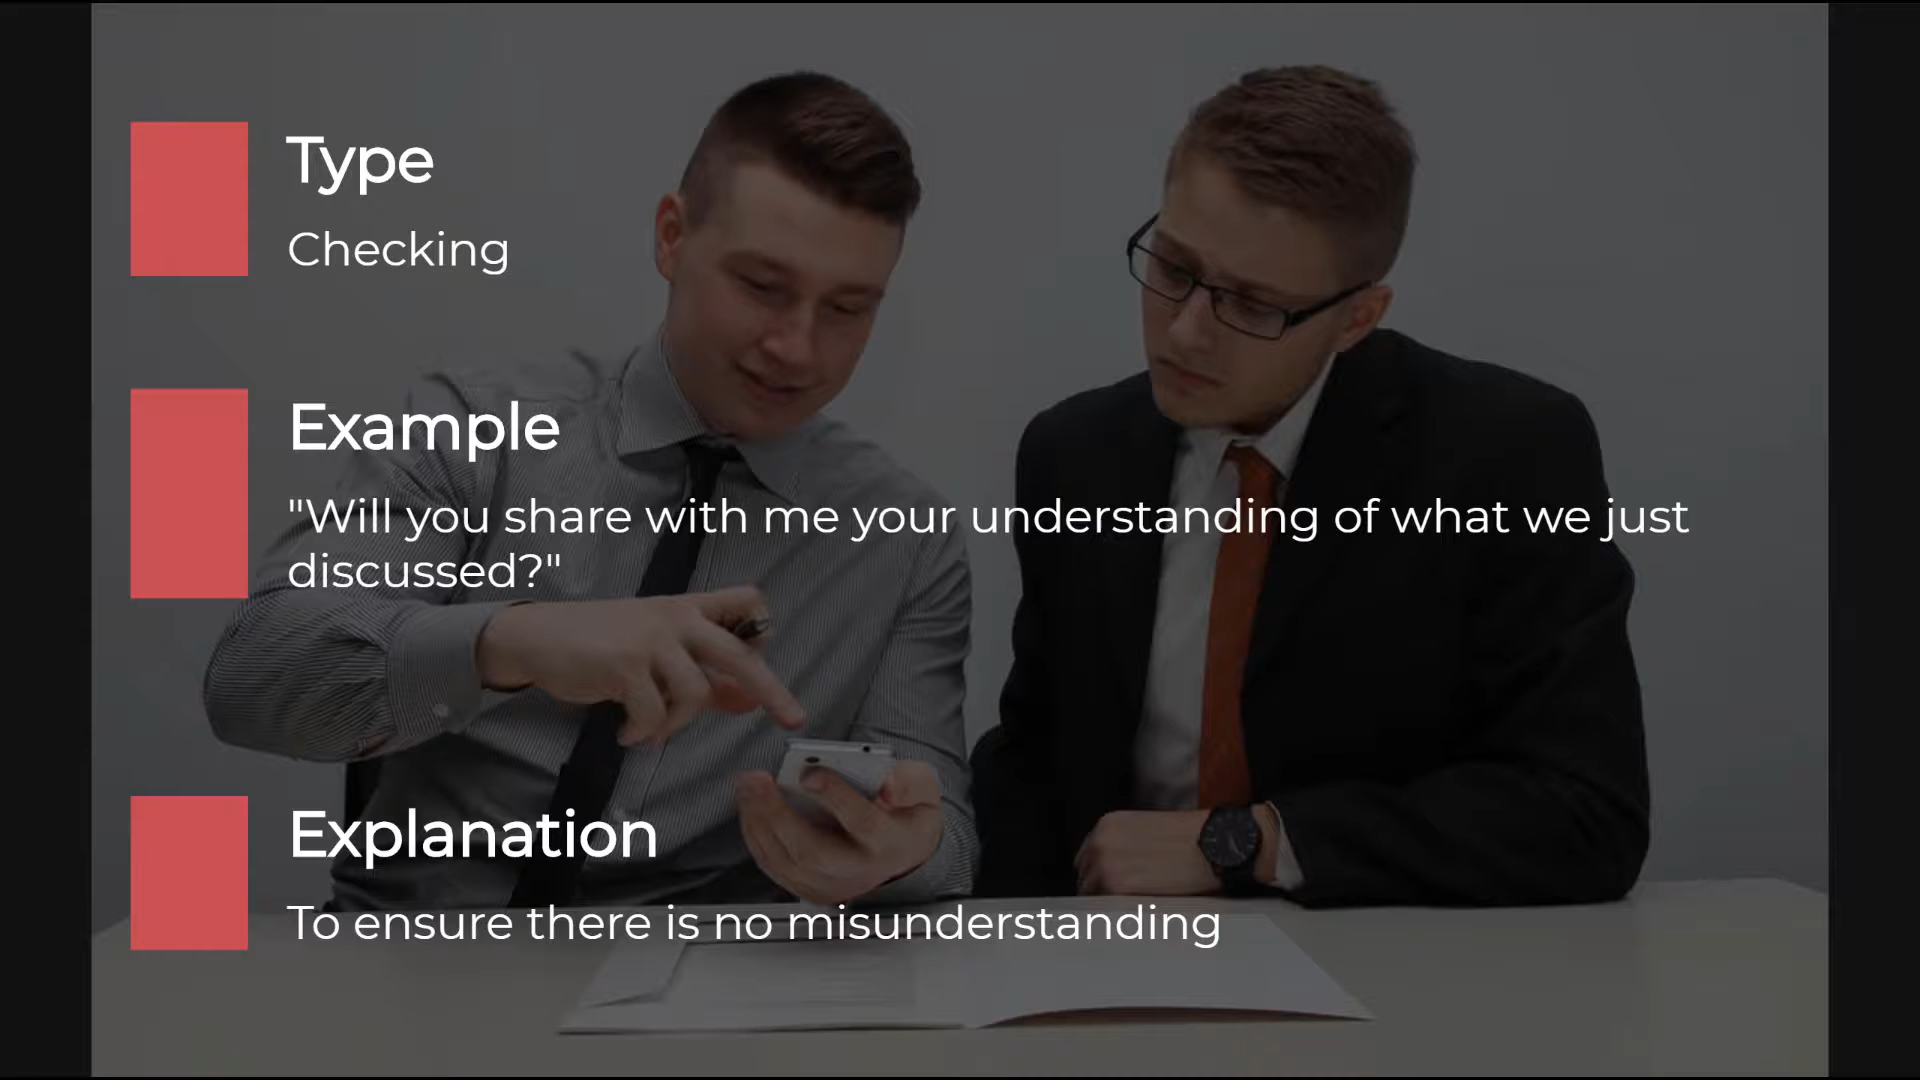 Type
Checking
Example
"Will you share with me your understanding of what we just
discussed?"
Explanation
To ensure there is no misunderstanding